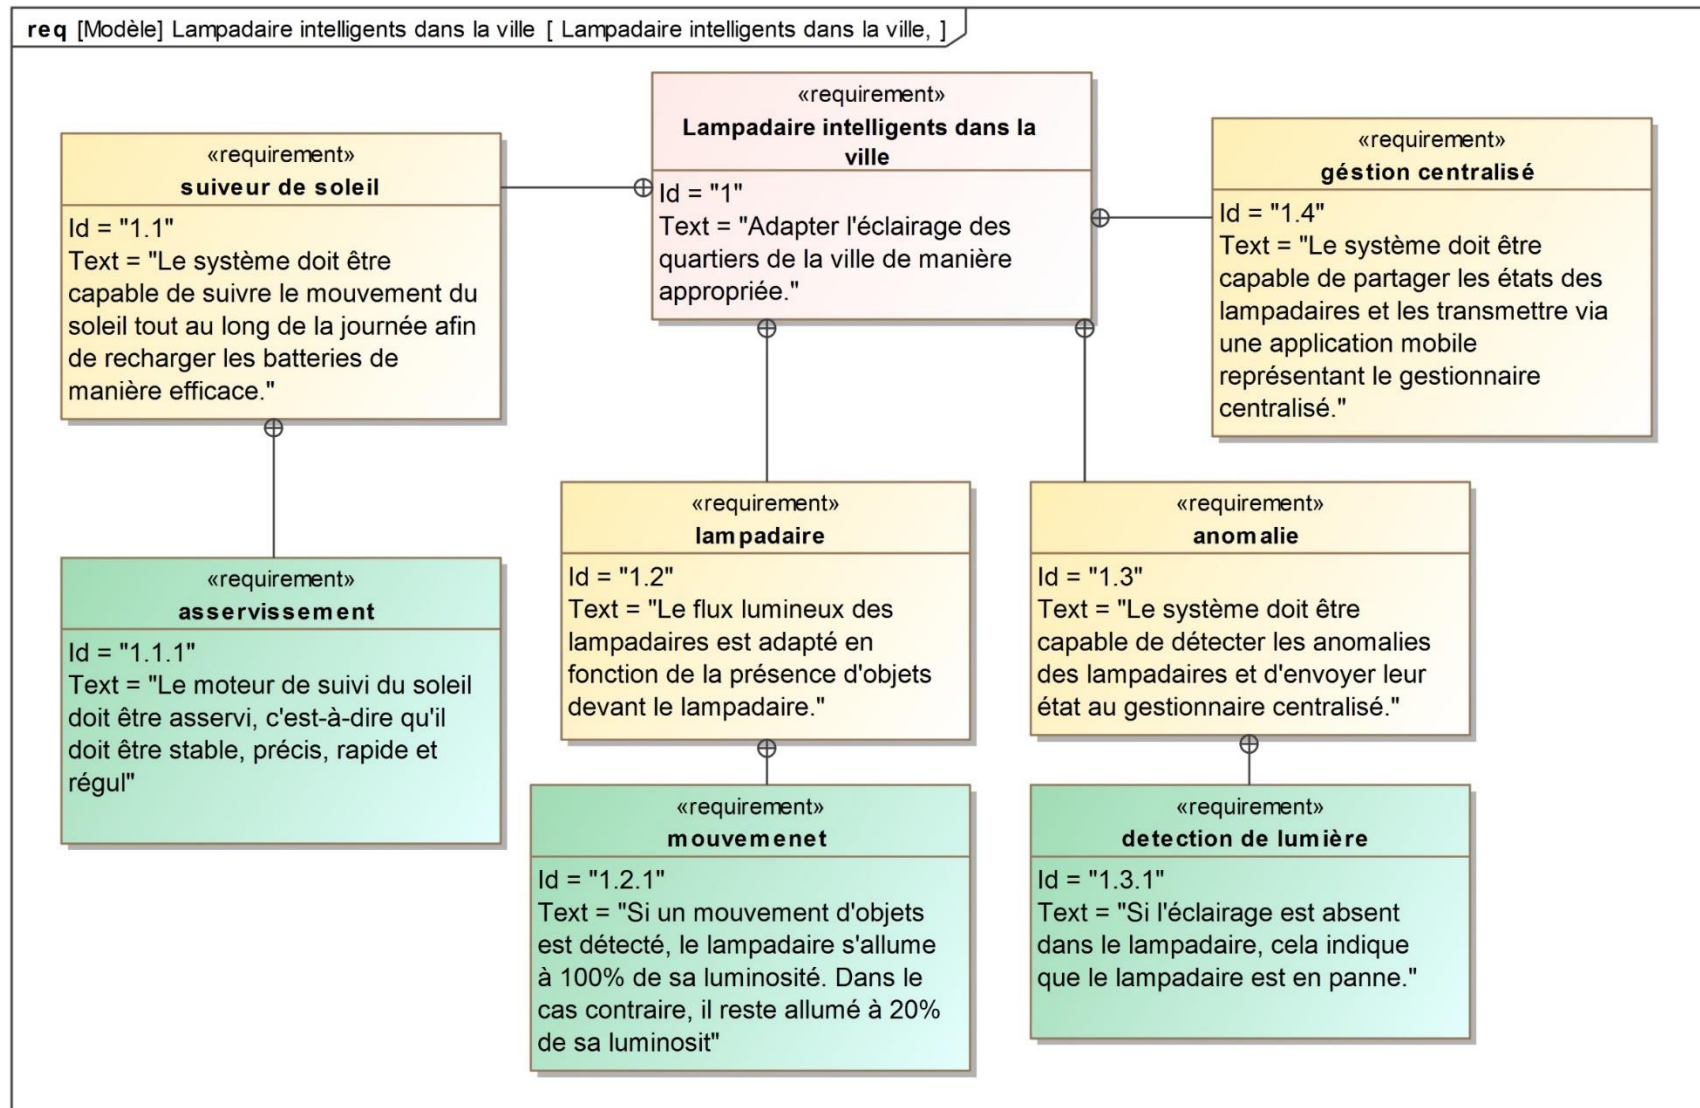 req [Modèle] Lampadaire intelligents dans la ville [ Lampadaire intelligents dans la ville, ]
«requirement»
Lampadaire intelligents dans la
ville
Id = "1"
Text = "Adapter l'éclairage des
quartiers de la ville de manière
appropriée."
«requirement»
suiveur de soleil
Id = "1.1"
Text = "Le système doit être
capable de suivre le mouvement du
soleil tout au long de la journée afin
de recharger les batteries de
manière efficace."
«requirement»
géstion centralisé
Id = "1.4"
Text = "Le système doit être
capable de partager les états des
lampadaires et les transmettre via
une application mobile
représentant le gestionnaire
centralisé."
«requirement»
lampadaire
Id = "1.2"
Text = "Le flux lumineux des
lampadaires est adapté en
fonction de la présence d'objets
devant le lampadaire."
«requirement»
anomalie
Id = "1.3"
Text = "Le système doit être
capable de détecter les anomalies
des lampadaires et d'envoyer leur
état au gestionnaire centralisé."
«requirement»
asservissement
Id = "1.1.1"
Text = "Le moteur de suivi du soleil
doit être asservi, c'est-à-dire qu'il
doit être stable, précis, rapide et
régul"
«requirement»
mouvemenet
Id = "1.2.1"
Text = "Si un mouvement d'objets
est détecté, le lampadaire s'allume
à 100% de sa luminosité. Dans le
cas contraire, il reste allumé à 20%
de sa luminosit"
«requirement»
detection de lumière
Id = "1.3.1"
Text = "Si l'éclairage est absent
dans le lampadaire, cela indique
que le lampadaire est en panne."